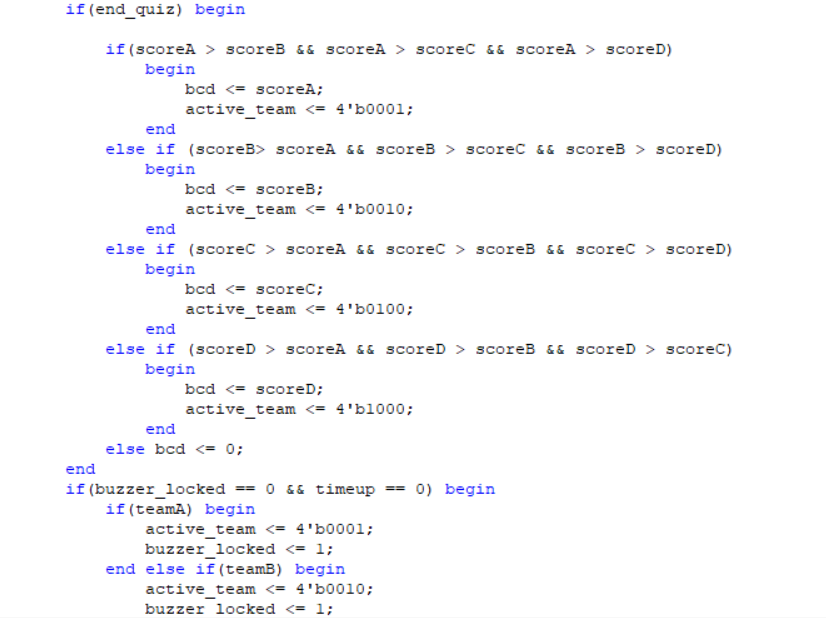 if(end_quiz) begin
if(scoreA > scoreB && scoreA > scoreC && scoreA > scoreD)
begin
bcd <= scoreA;
active_team <= 4'b0001;
end
else if (scoreB> scoreA && scoreB > scoreC && scoreB > scoreD)
begin
bcd <= scoreB;
active_team <= 4'b0010;
end
else if (scoreC > scoreA && scoreC > scoreB && scoreC > scoreD)
begin
bcd <= scoreC;
active_team <= 4'b0100;
end
else if (scoreD > scoreA && scoreD > scoreB && scoreD > scoreC)
begin
bcd <= scoreD;
active_team <= 4'b1000;
end
else bcd <= 0;
end
if(buzzer_locked == 0 && timeup == 0) begin
if(teamA) begin
active_team <= 4'b0001;
buzzer_locked <= 1;
end else if(teamB) begin
active_team <= 4'b0010;
buzzer_locked <= 1;